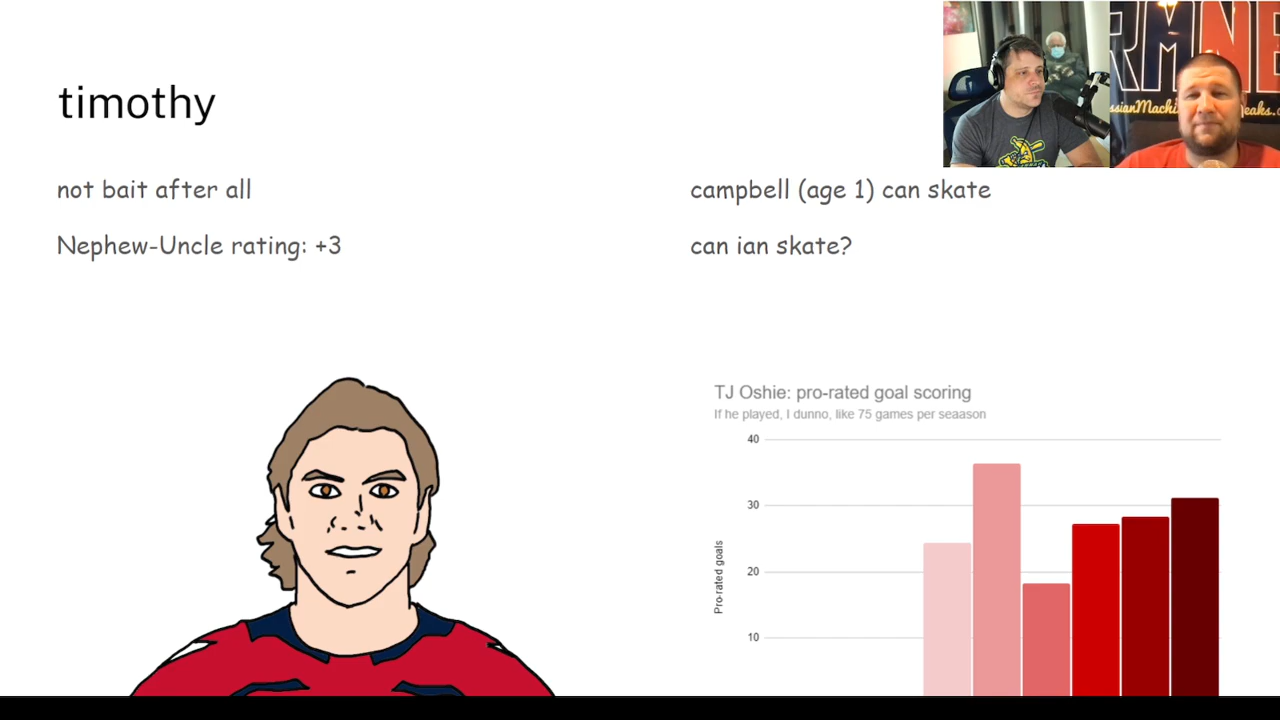 timothy
not bait after all
Nephew-Uncle rating: +3
campbell (age 1) can skate
can ian skate?
TJ Oshie: pro-rated goal scoring
If he played, I dunno, like 75 games per seaason
40
30
20
10
Pro-rated goals